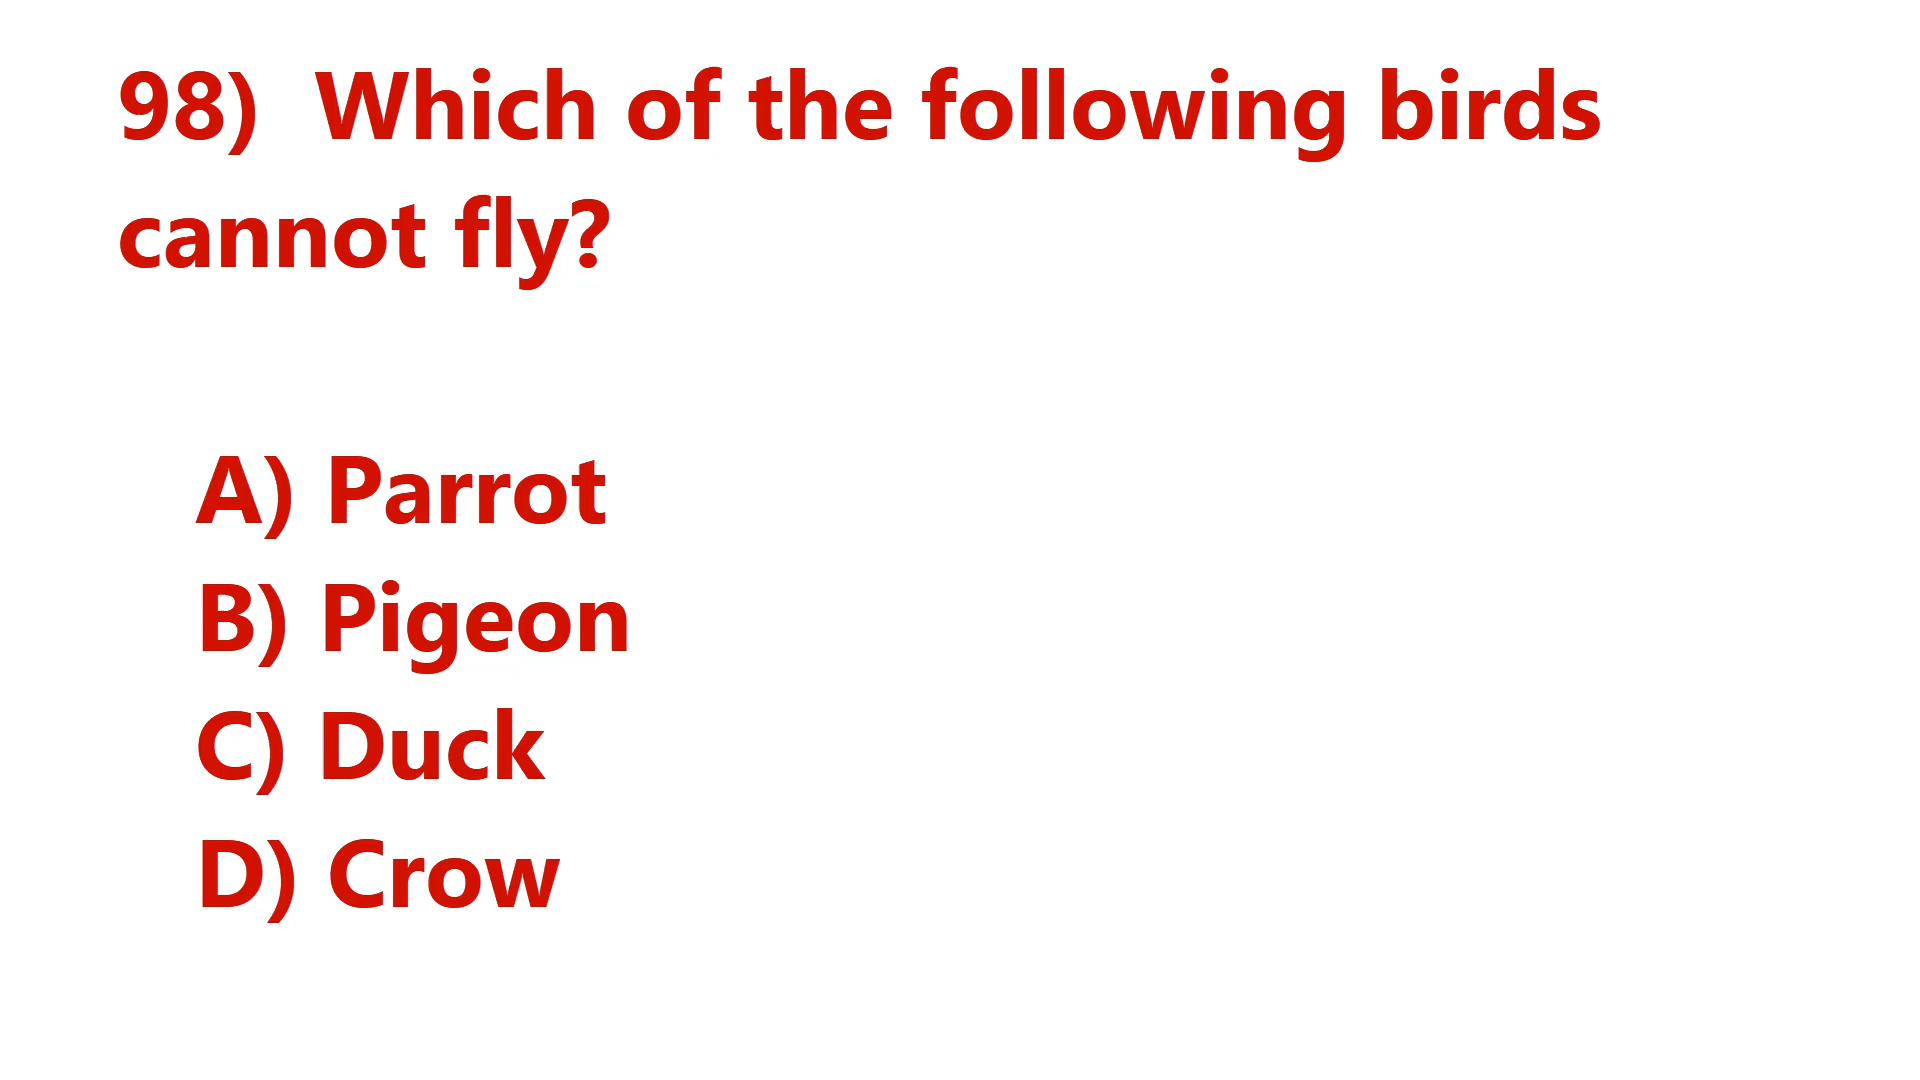 98)  Which of the following birds
cannot fly?
A) Parrot
B) Pigeon
C) Duck
D) Crow